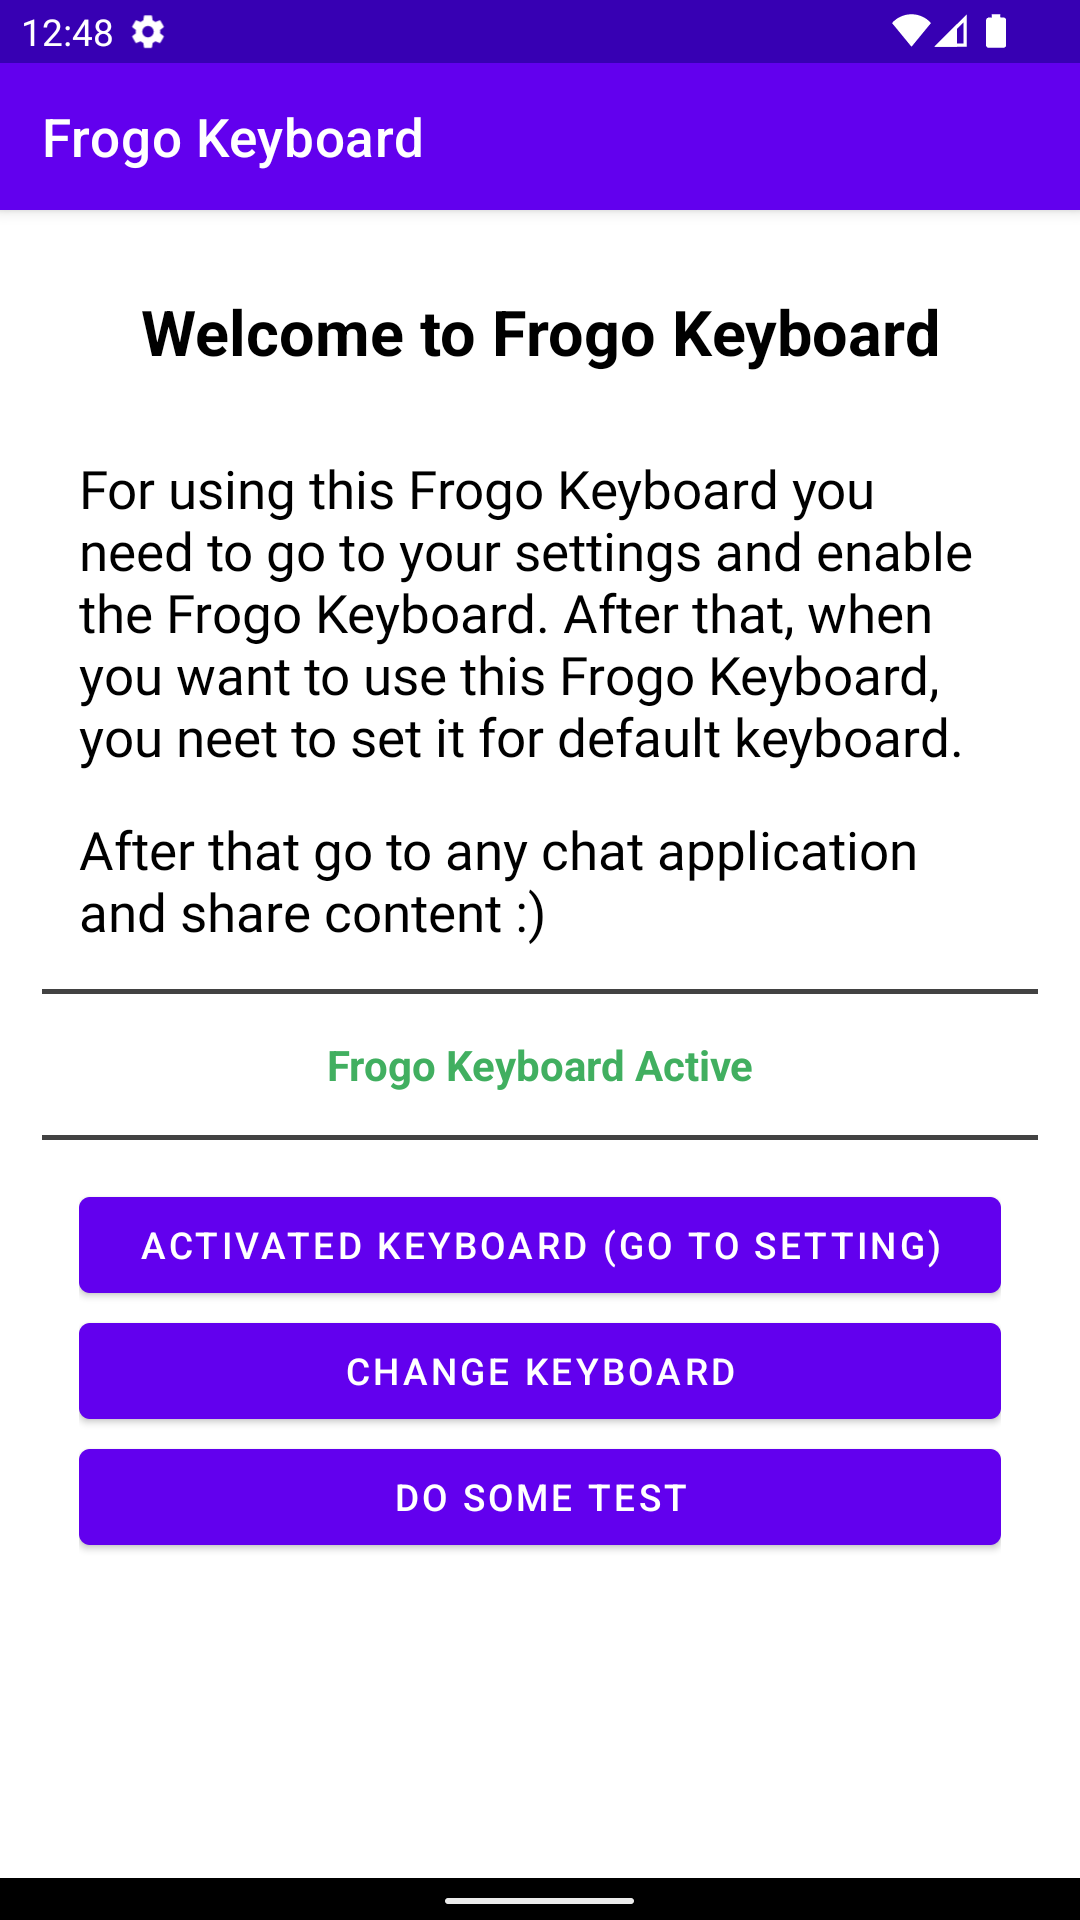 12:48
Frogo Keyboard
Welcome to Frogo Keyboard
For using this Frogo Keyboard you
need to go to your settings and enable
the Frogo Keyboard. After that, when
you want to use this Frogo Keyboard,
you neet to set it for default keyboard.
After that go to any chat application
and share content :)
Frogo Keyboard Active
ACTIVATED KEYBOARD (GO TO SETTING)
CHANGE KEYBOARD
DO SOME TEST